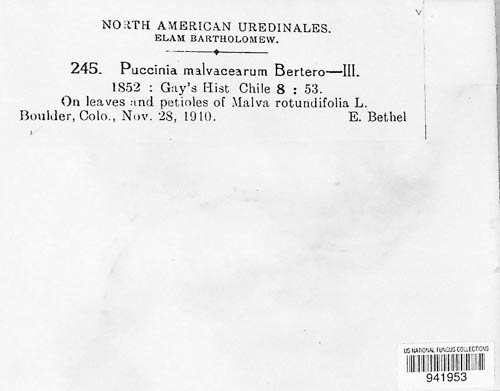 NORTH AMERICAN UREDINALES.
ELAM BARTHOLOMEW.
245. Puccinia malvacearum Bertero—III.
1852 : Gay's Hist Chile 8 : 53.
On leaves and petioles of Malva rotundifolia L.
Boulder, Colo., Nov. 28, 1910. E. Bethel
US NATIONAL FUNGUS COLLECTIONS
941953